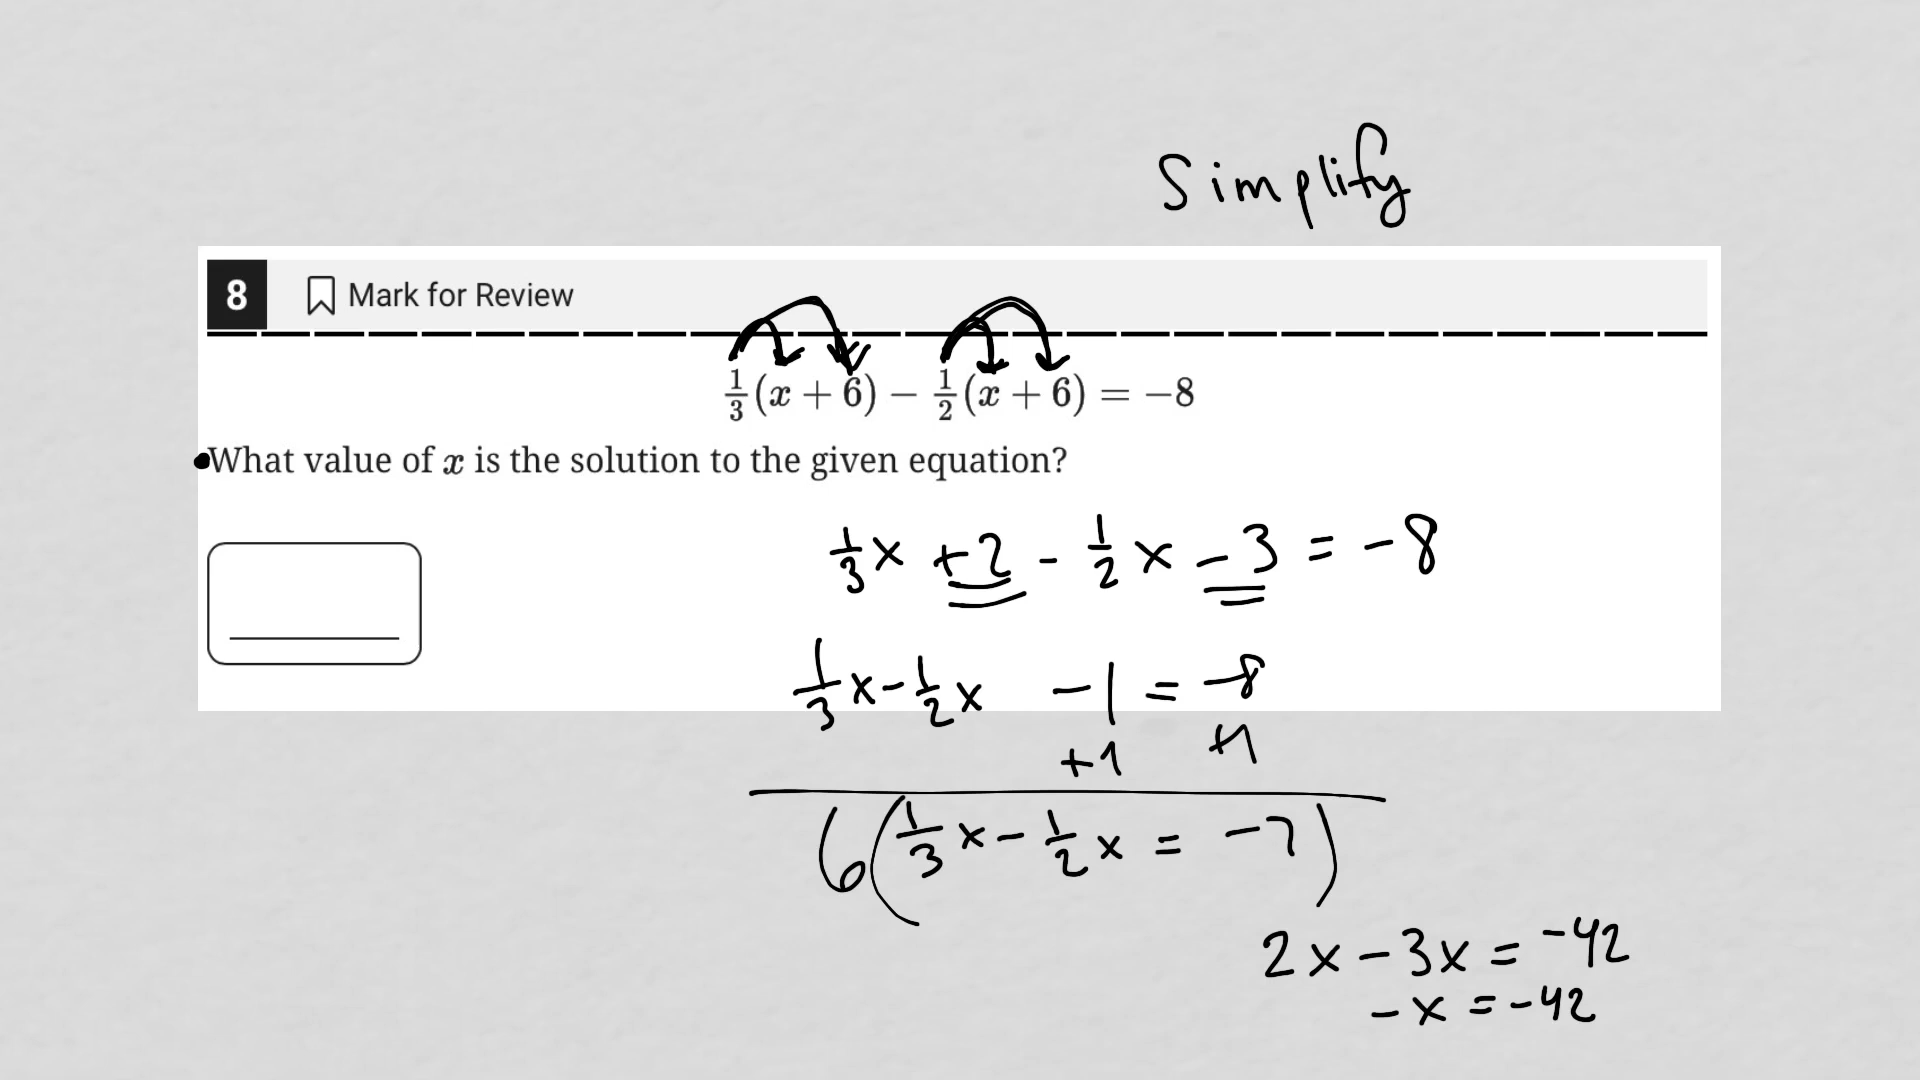 Simplify
8 Mark for Review
1/3(x + 6) − 1/2(x + 6) = −8
What value of x is the solution to the given equation?
1/3x +2 - 1/2x -3 = -8
1/3x - 1/2x -1 = -8
+1 +1
6(1/3x - 1/2x = -7)
2x - 3x = -42
-x = -42